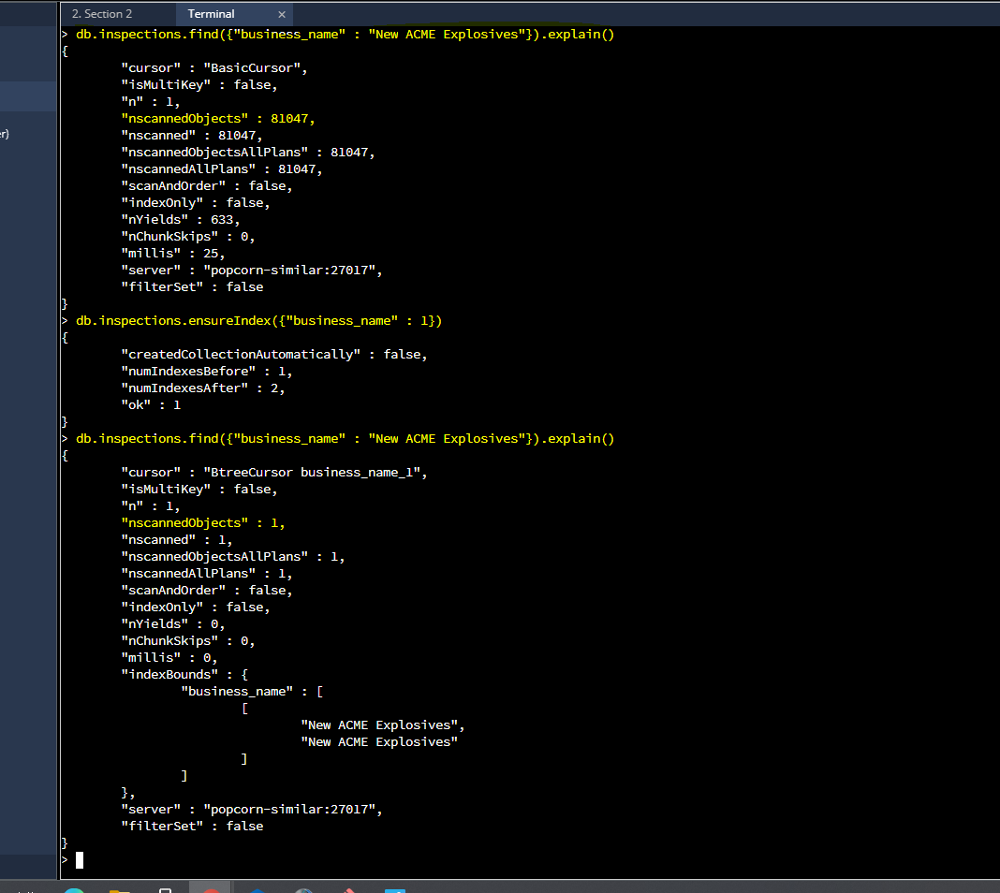 2. Section 2
Terminal ×
> db.inspections.find({"business_name" : "New ACME Explosives"}).explain()
{
"cursor" : "BasicCursor",
"isMultiKey" : false,
"n" : 1,
"nscannedObjects" : 81047,
"nscanned" : 81047,
"nscannedObjectsAllPlans" : 81047,
"nscannedAllPlans" : 81047,
"scanAndOrder" : false,
"indexOnly" : false,
"nYields" : 633,
"nChunkSkips" : 0,
"millis" : 25,
"server" : "popcorn-similar:27017",
"filterSet" : false
}
> db.inspections.ensureIndex({"business_name" : 1})
{
"createdCollectionAutomatically" : false,
"numIndexesBefore" : 1,
"numIndexesAfter" : 2,
"ok" : 1
}
> db.inspections.find({"business_name" : "New ACME Explosives"}).explain()
{
"cursor" : "BtreeCursor business_name_1",
"isMultiKey" : false,
"n" : 1,
"nscannedObjects" : 1,
"nscanned" : 1,
"nscannedObjectsAllPlans" : 1,
"nscannedAllPlans" : 1,
"scanAndOrder" : false,
"indexOnly" : false,
"nYields" : 0,
"nChunkSkips" : 0,
"millis" : 0,
"indexBounds" : {
"business_name" : [
[
"New ACME Explosives",
"New ACME Explosives"
]
]
},
"server" : "popcorn-similar:27017",
"filterSet" : false
}
>